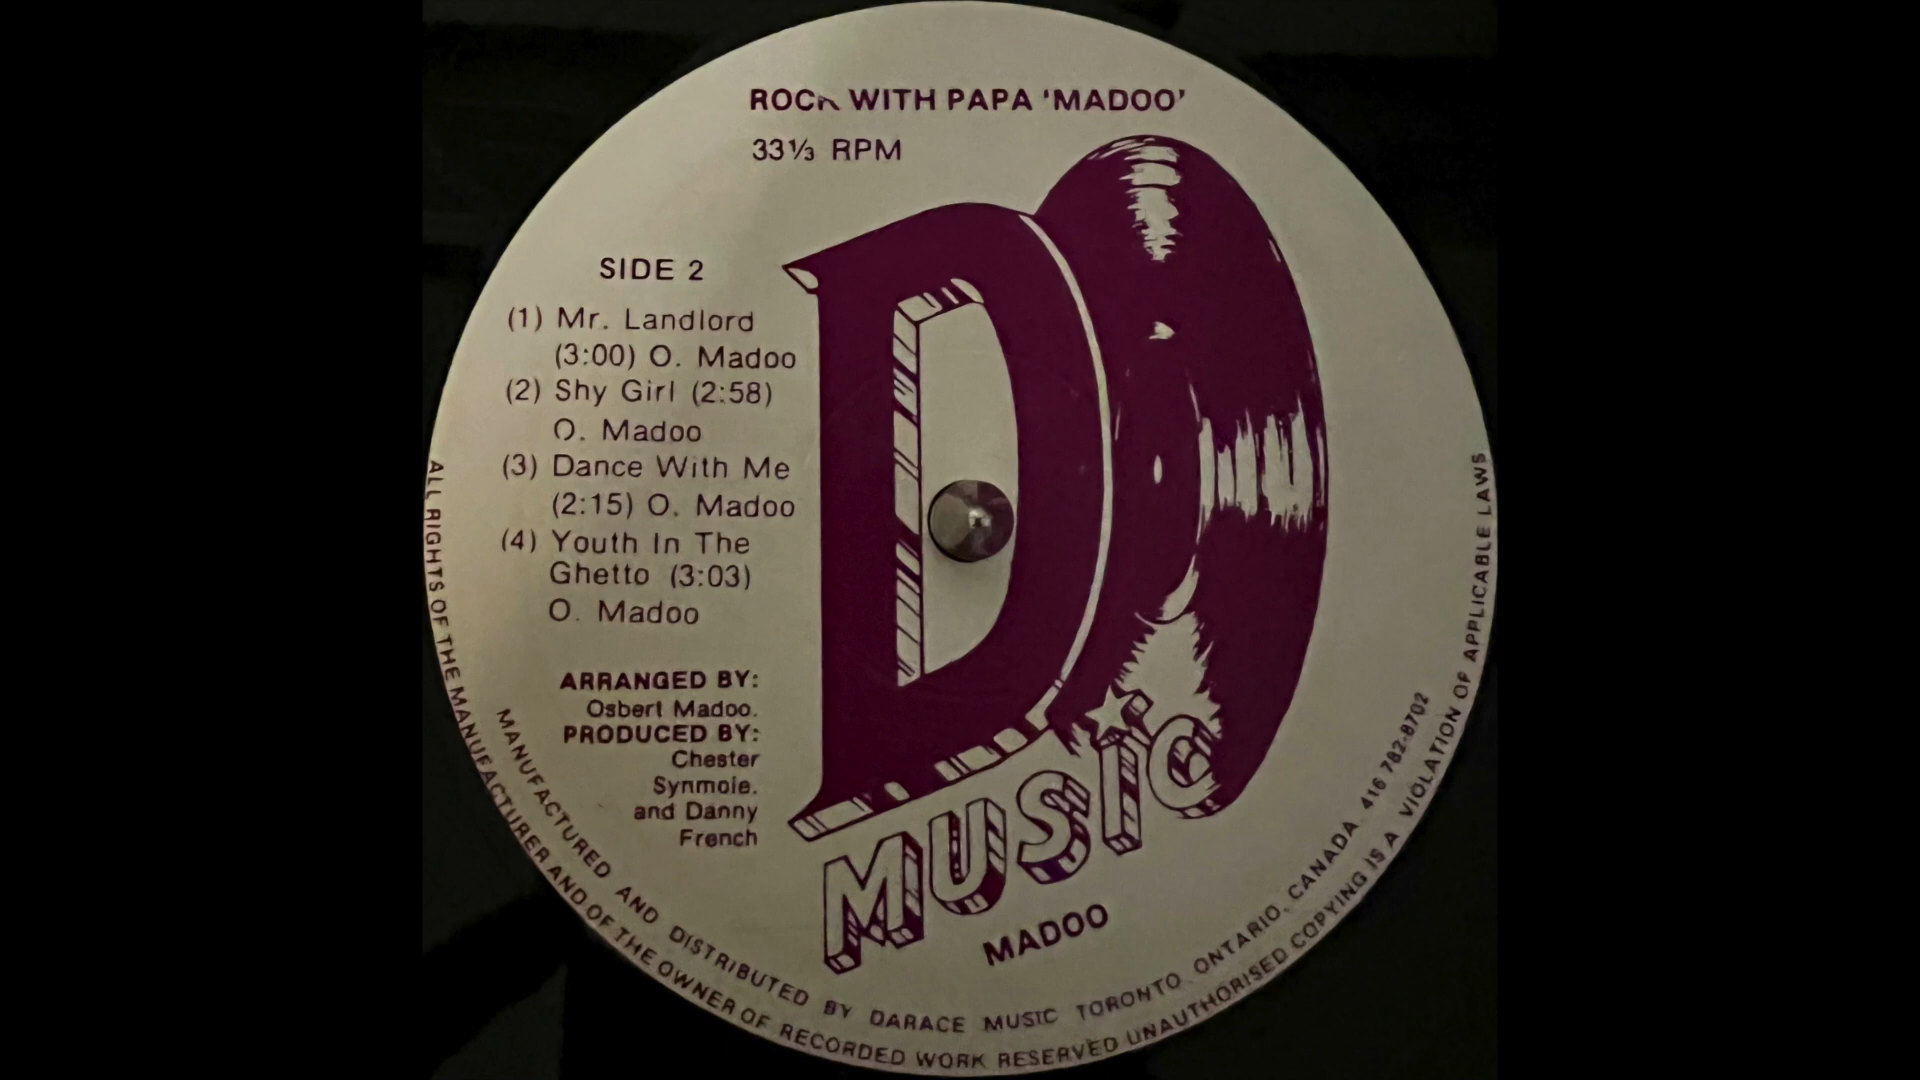 ROCK WITH PAPA 'MADOO'
33⅓ RPM
SIDE 2
(1) Mr. Landlord
(3:00) O. Madoo
(2) Shy Girl (2:58)
O. Madoo
(3) Dance With Me
(2:15) O. Madoo
(4) Youth In The
Ghetto (3:03)
O. Madoo
ARRANGED BY:
Osbert Madoo.
PRODUCED BY:
Chester
Synmoie.
and Danny
French
D
MUSIC
MADOO
MANUFACTURED AND DISTRIBUTED BY DARACE MUSIC TORONTO ONTARIO, CANADA. 416 782-8702
ALL RIGHTS OF THE MANUFACTURER AND OF THE OWNER OF RECORDED WORK RESERVED UNAUTHORISED COPYING IS A VIOLATION OF APPLICABLE LAWS